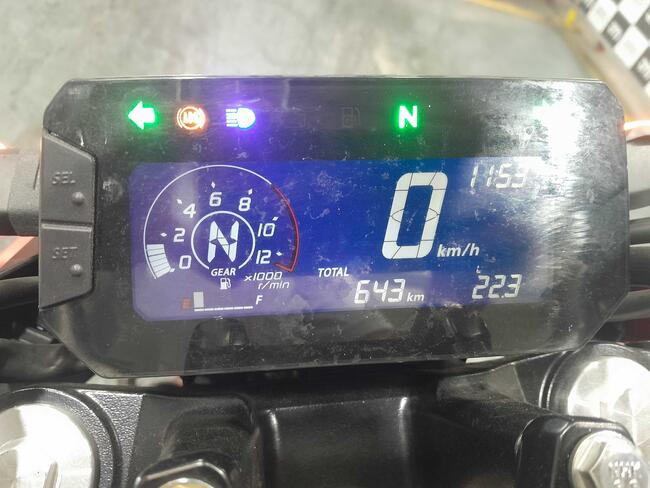 ABS
N
SEL
SET
11:53
0 km/h
0 2 4 6 8 10 12
N
GEAR
x1000
r/min
E F
TOTAL
643 km
22.3